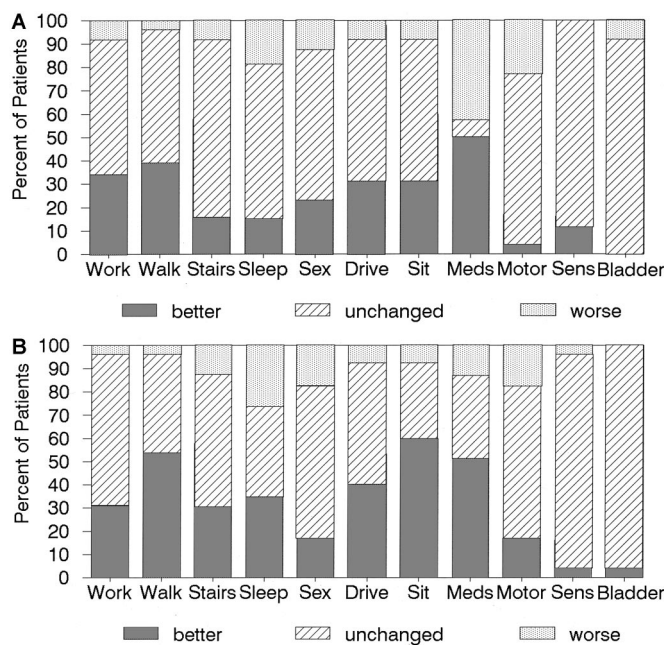 A
Percent of Patients
100
90
80
70
60
50
40
30
20
10
0
Work Walk Stairs Sleep Sex Drive Sit Meds Motor Sens Bladder
better unchanged worse
B
Percent of Patients
100
90
80
70
60
50
40
30
20
10
0
Work Walk Stairs Sleep Sex Drive Sit Meds Motor Sens Bladder
better unchanged worse